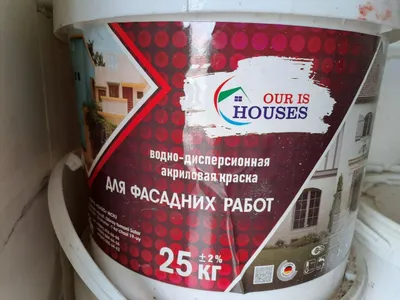 OUR IS
HOUSES
водно-дисперсионная
акриловая краска
ДЛЯ ФАСАДНИХ РАБОТ
25 ± 2%
КГ